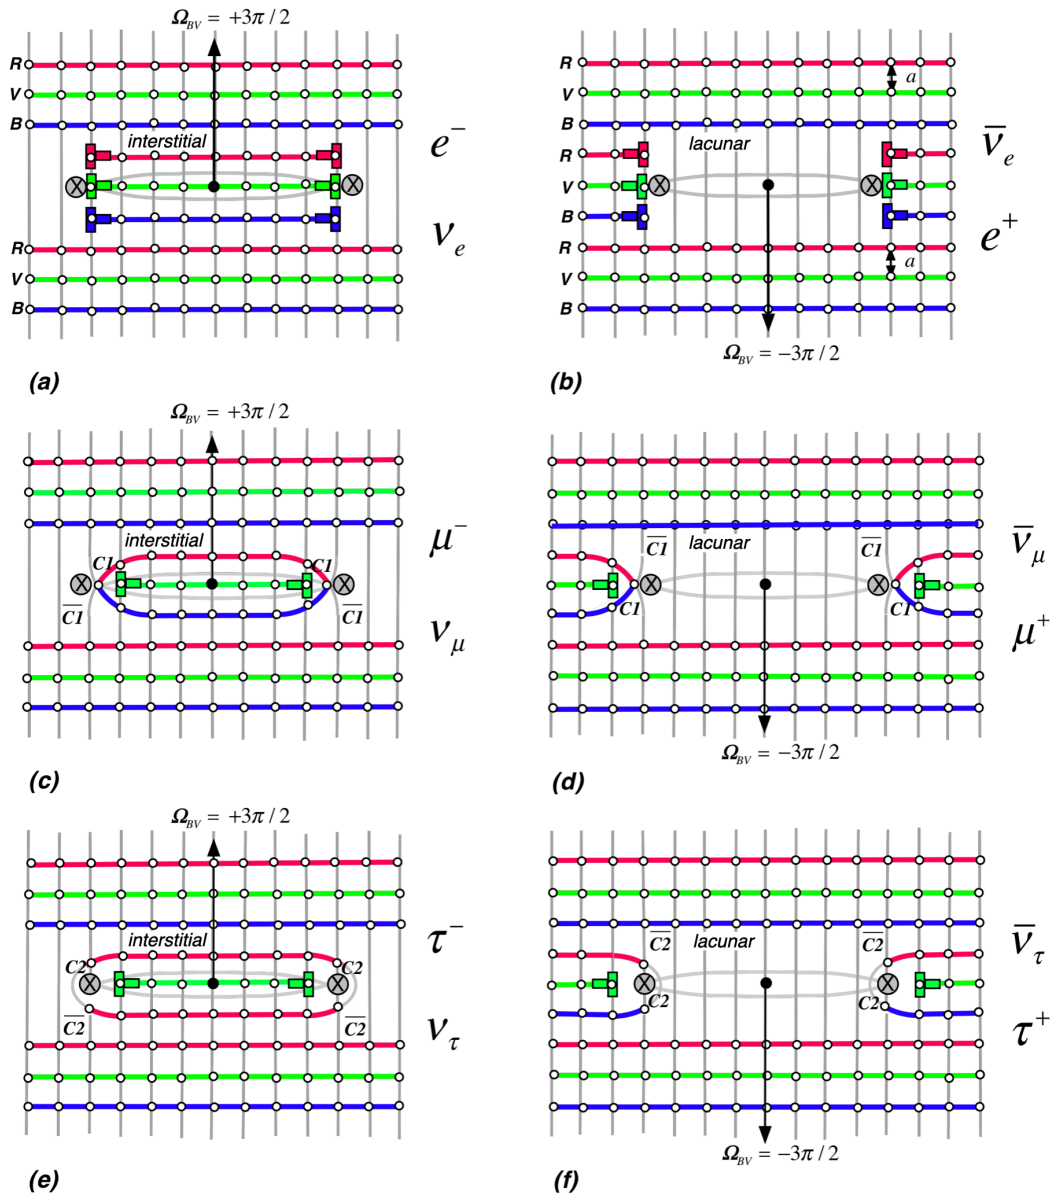 Ω_BV = +3π / 2
R
V
B
interstitial
e⁻
ν_e
R
V
B
(a)
R
a
V
B
lacunar
R
V
B
ν̄_e
e⁺
R
a
V
B
Ω_BV = −3π / 2
(b)
Ω_BV = +3π / 2
interstitial
μ⁻
C1 C1
X X
C̅1̅ C̅1̅
ν_μ
(c)
C̅1̅ lacunar C̅1̅
ν̄_μ
X X
C1 C1
μ⁺
Ω_BV = −3π / 2
(d)
Ω_BV = +3π / 2
interstitial
τ⁻
C2 C2
X X
C̅2̅ C̅2̅
ν_τ
(e)
C̅2̅ lacunar C̅2̅
ν̄_τ
X X
C2 C2
τ⁺
Ω_BV = −3π / 2
(f)